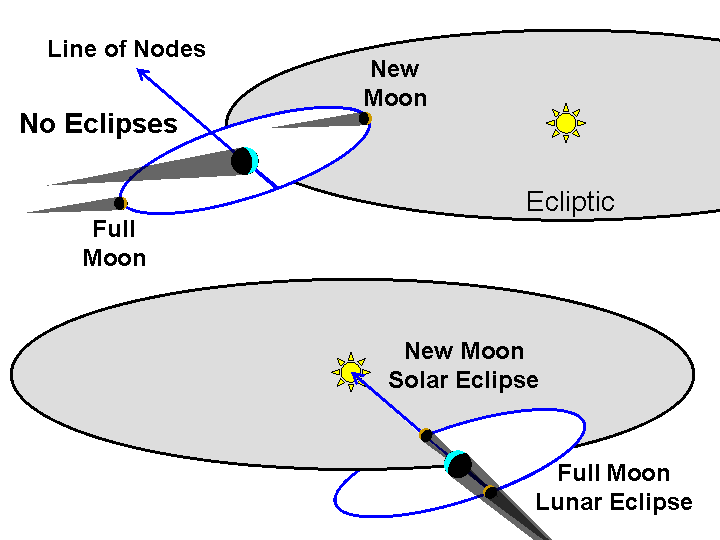 Line of Nodes
New
Moon
No Eclipses
Ecliptic
Full
Moon
New Moon
Solar Eclipse
Full Moon
Lunar Eclipse